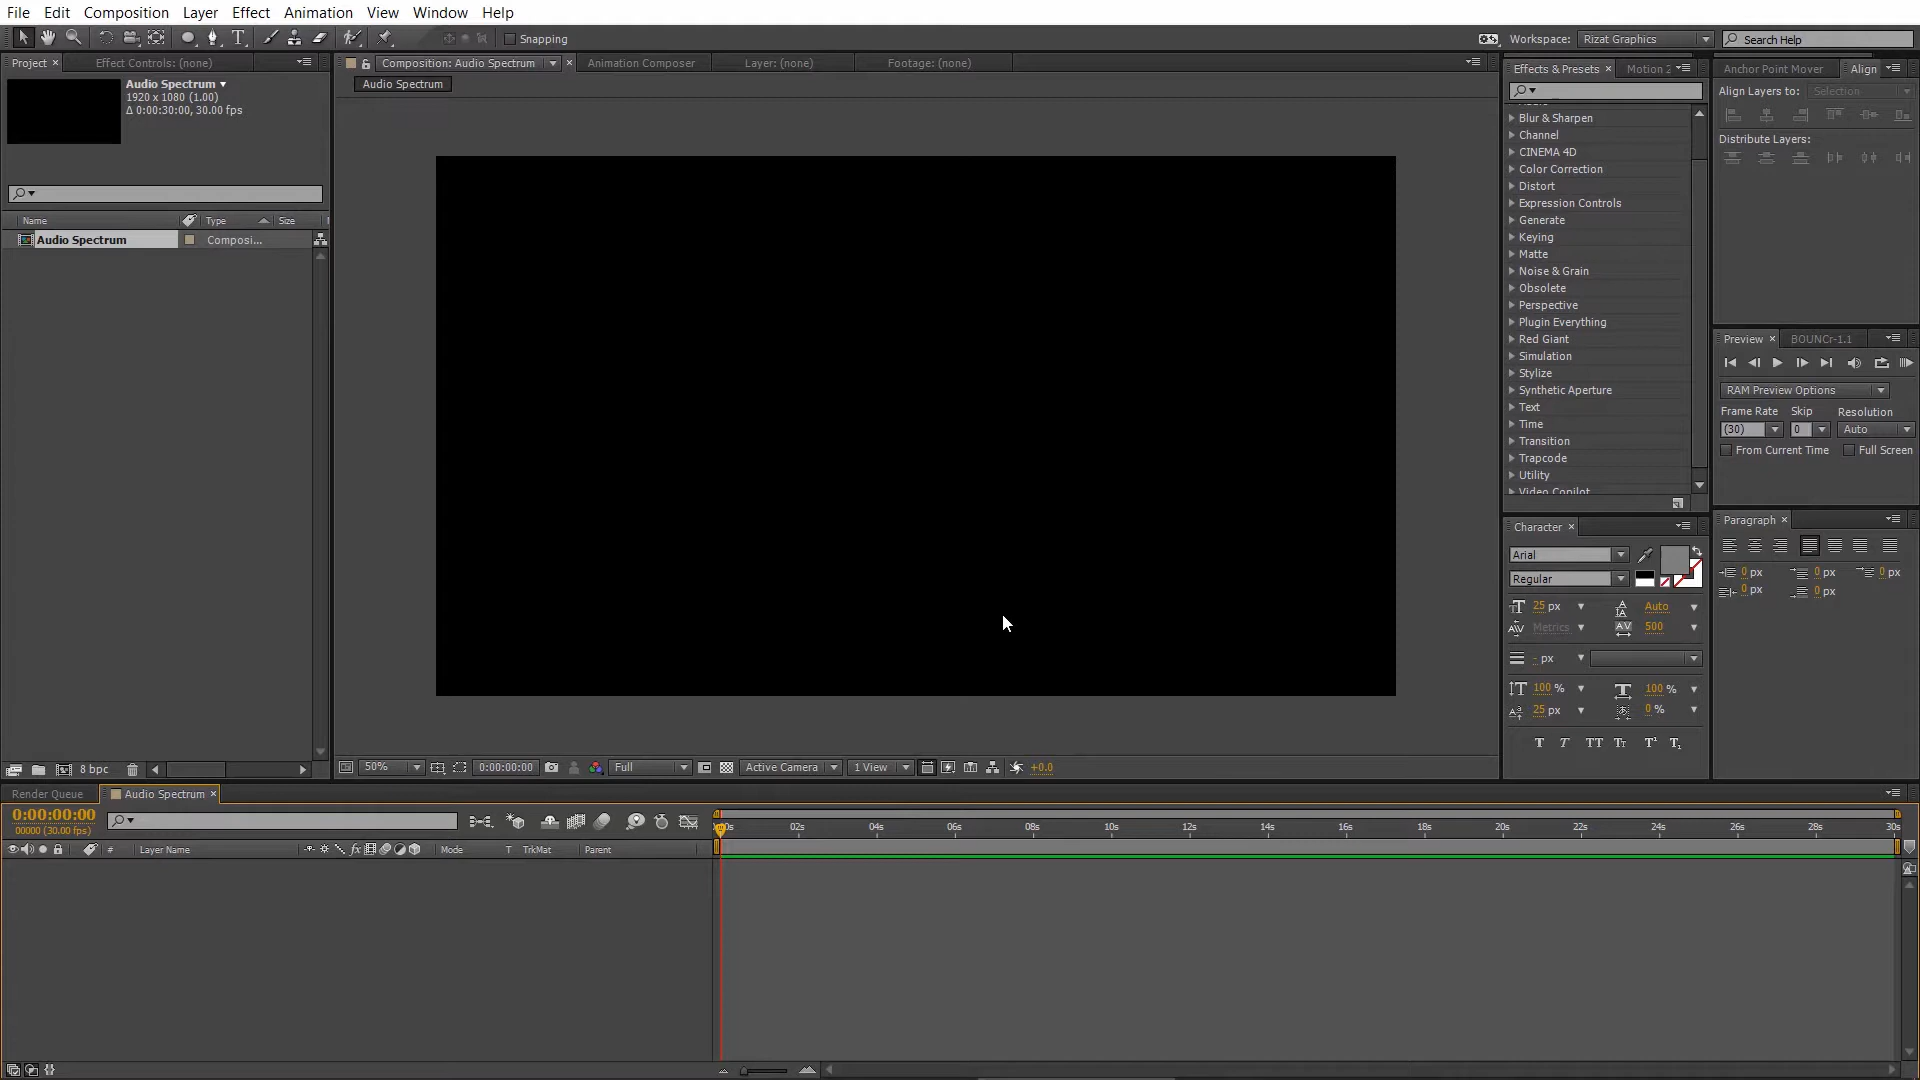 File Edit Composition Layer Effect Animation View Window Help
Snapping
Workspace: Rizat Graphics
Search Help
Project
Effect Controls: (none)
Composition: Audio Spectrum
Animation Composer
Layer: (none)
Footage: (none)
Effects & Presets
Motion 2
Anchor Point Mover
Align
Audio Spectrum
1920 x 1080 (1.00)
Δ 0:00:30:00, 30.00 fps
Audio Spectrum
Name Type Size
Audio Spectrum Composi...
Blur & Sharpen
Channel
CINEMA 4D
Color Correction
Distort
Expression Controls
Generate
Keying
Matte
Noise & Grain
Obsolete
Perspective
Plugin Everything
Red Giant
Simulation
Stylize
Synthetic Aperture
Text
Time
Transition
Trapcode
Utility
Video Copilot
Align Layers to: Selection
Distribute Layers:
Preview
BOUNCr-1.1
RAM Preview Options
Frame Rate Skip Resolution
(30) 0 Auto
From Current Time Full Screen
Character
Arial
Regular
25 px Auto
Metrics 500
- px
100 % 100 %
25 px 0 %
T T TT Tt T¹ T₁
Paragraph
0 px 0 px 0 px
0 px 0 px
8 bpc
50% 0:00:00:00 Full Active Camera 1 View +0.0
Render Queue
Audio Spectrum
0:00:00:00
00000 (30.00 fps)
02s 04s 06s 08s 10s 12s 14s 16s 18s 20s 22s 24s 26s 28s 30s
# Layer Name fx Mode T TrkMat Parent